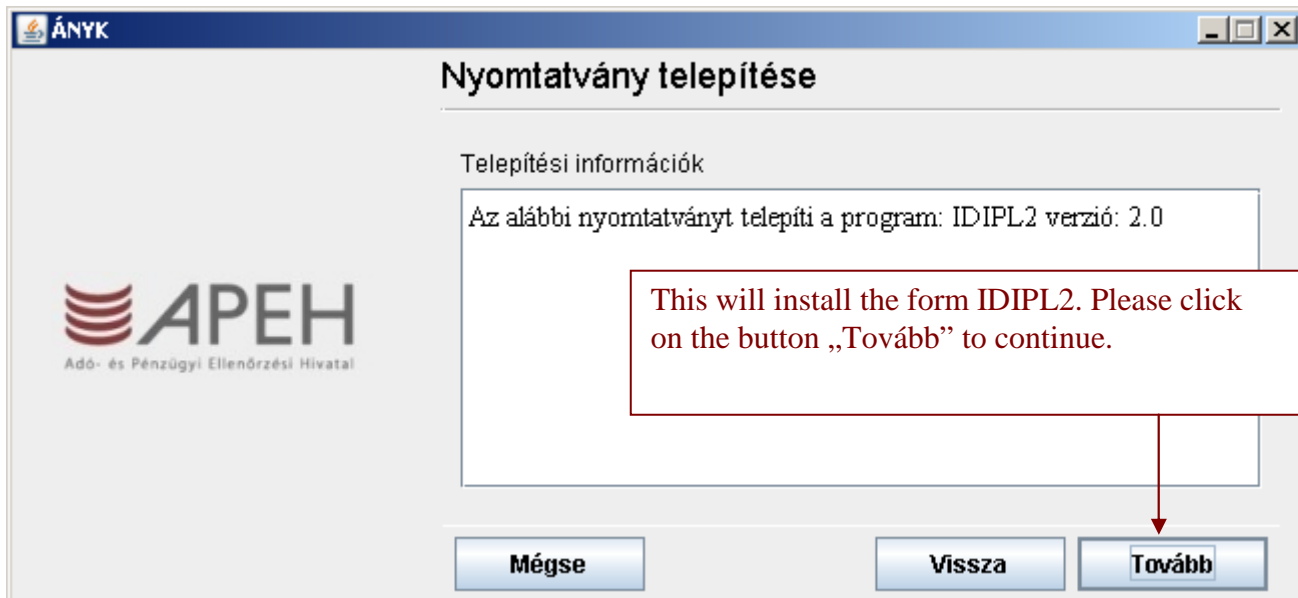 ÁNYK
Nyomtatvány telepítése
Telepítési információk
Az alábbi nyomtatványt telepíti a program: IDIPL2 verzió: 2.0
This will install the form IDIPL2. Please click
on the button „Tovább” to continue.
APEH
Adó- és Pénzügyi Ellenőrzési Hivatal
Mégse
Vissza
Tovább